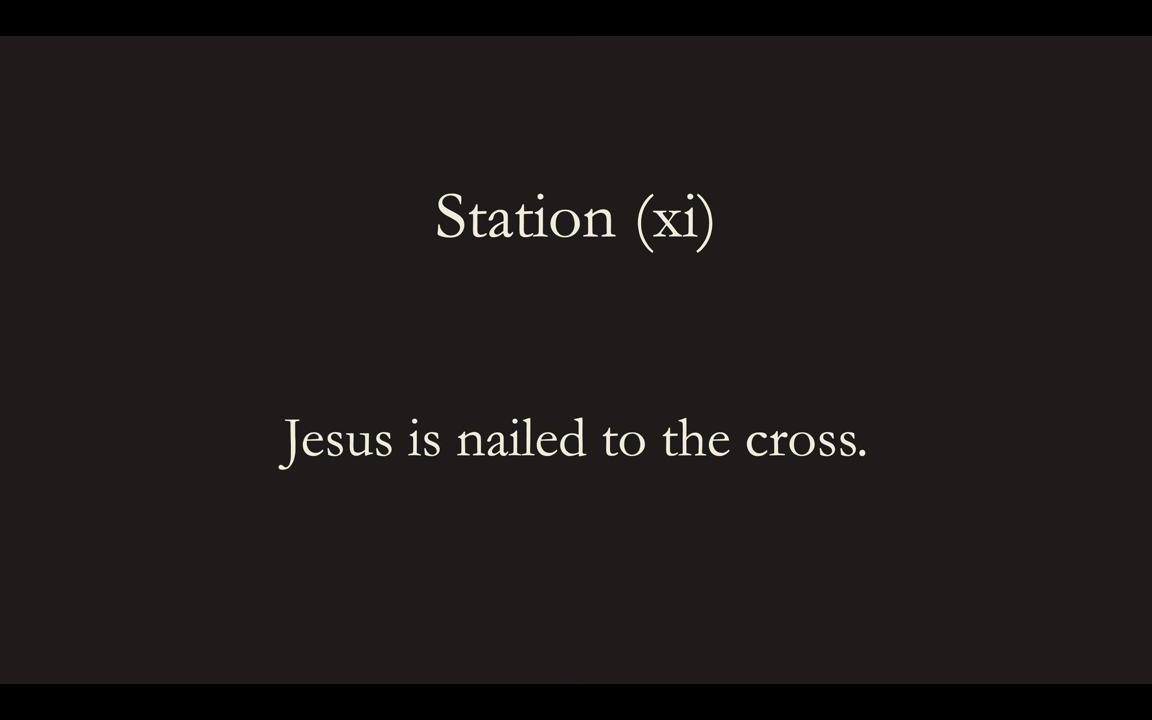 Station (xi)
Jesus is nailed to the cross.